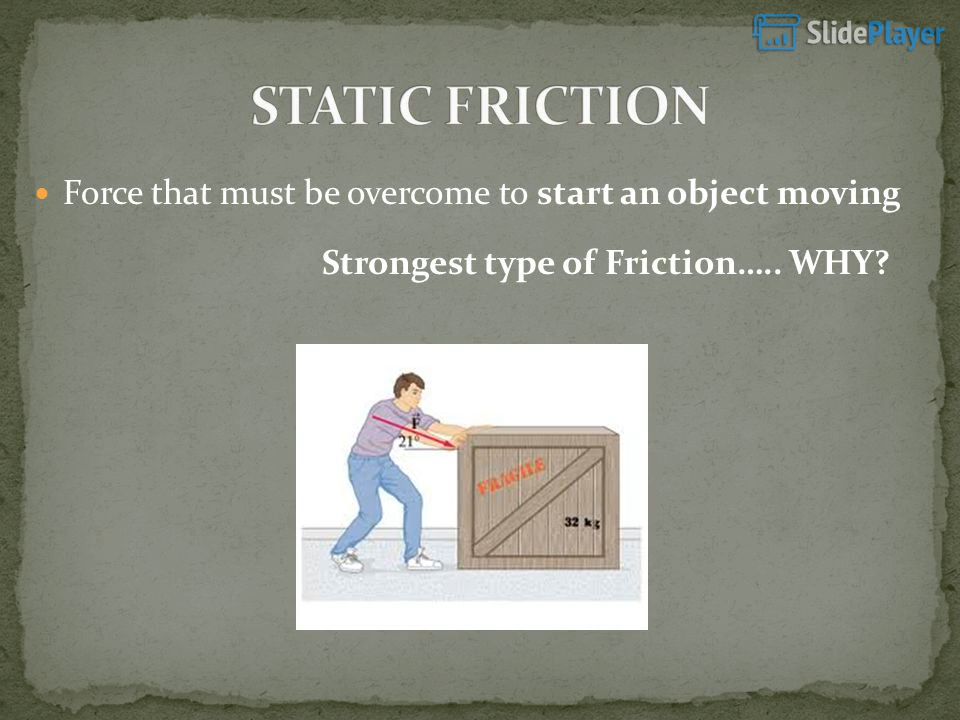 SlidePlayer
STATIC FRICTION
Force that must be overcome to start an object moving
Strongest type of Friction..... WHY?
F
21°
FRAGILE
32 kg